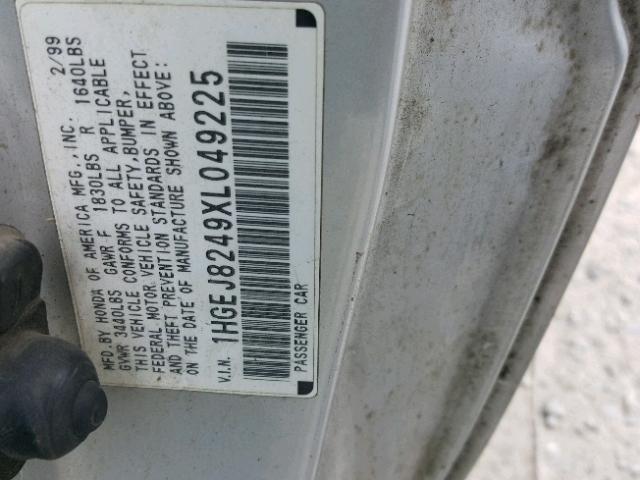 MFD.BY HONDA OF AMERICA MFG.,INC. 2/99
GVWR 3440LBS GAWR F 1830LBS R 1640LBS
THIS VEHICLE CONFORMS TO ALL APPLICABLE
FEDERAL MOTOR VEHICLE SAFETY,BUMPER,
AND THEFT PREVENTION STANDARDS IN EFFECT
ON THE DATE OF MANUFACTURE SHOWN ABOVE:
V.I.N. 1HGEJ8249XL049225
PASSENGER CAR